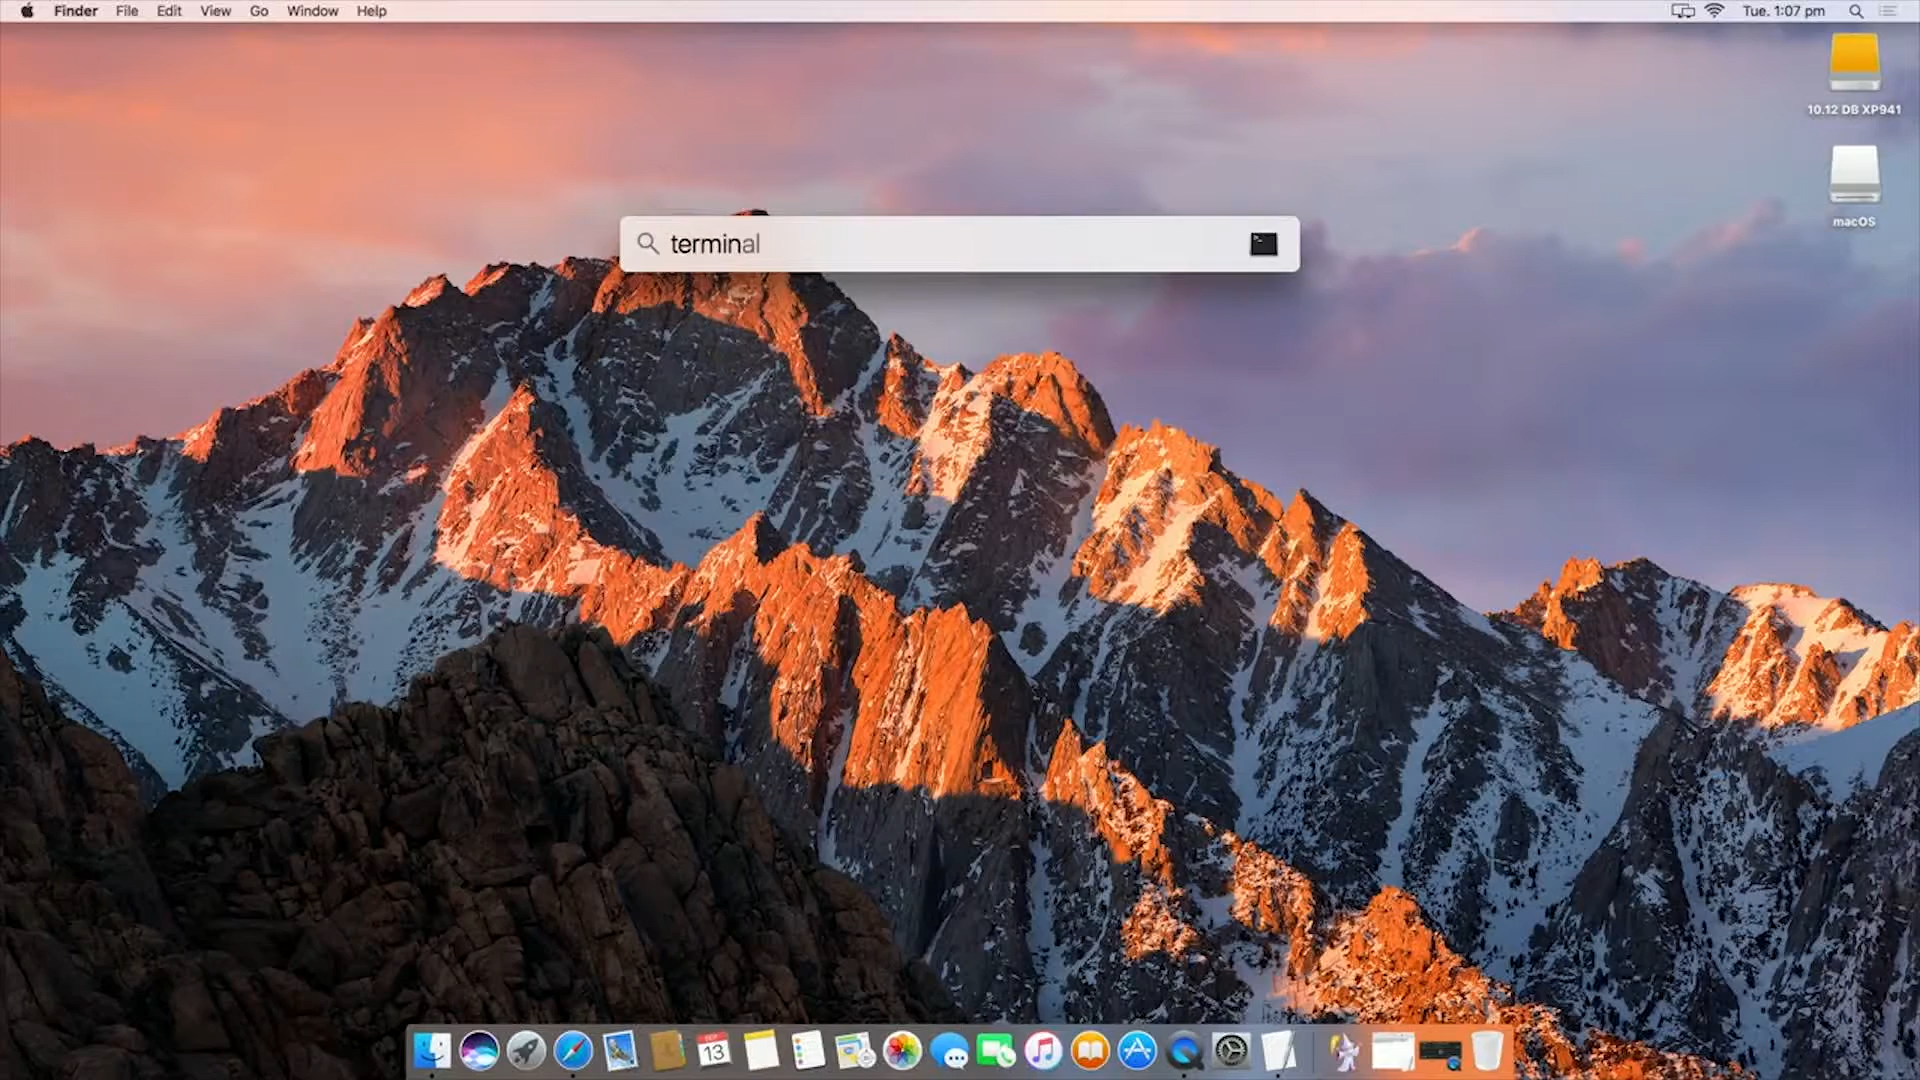 Finder File Edit View Go Window Help
Tue. 1:07 pm
10.12 DB XP941
macOS
terminal
13